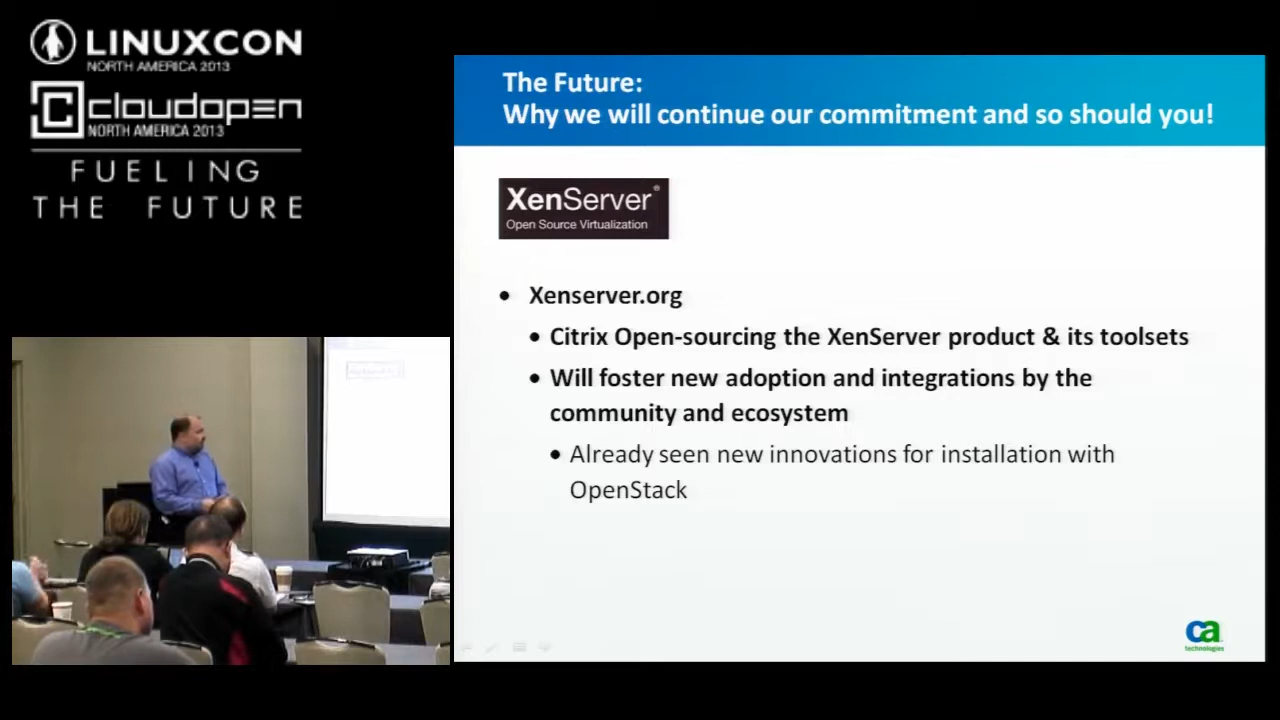 LINUXCON
NORTH AMERICA 2013
cloudopen
NORTH AMERICA 2013
FUELING
THE FUTURE
The Future:
Why we will continue our commitment and so should you!
XenServer®
Open Source Virtualization
• Xenserver.org
• Citrix Open-sourcing the XenServer product & its toolsets
• Will foster new adoption and integrations by the
community and ecosystem
• Already seen new innovations for installation with
OpenStack
ca
technologies